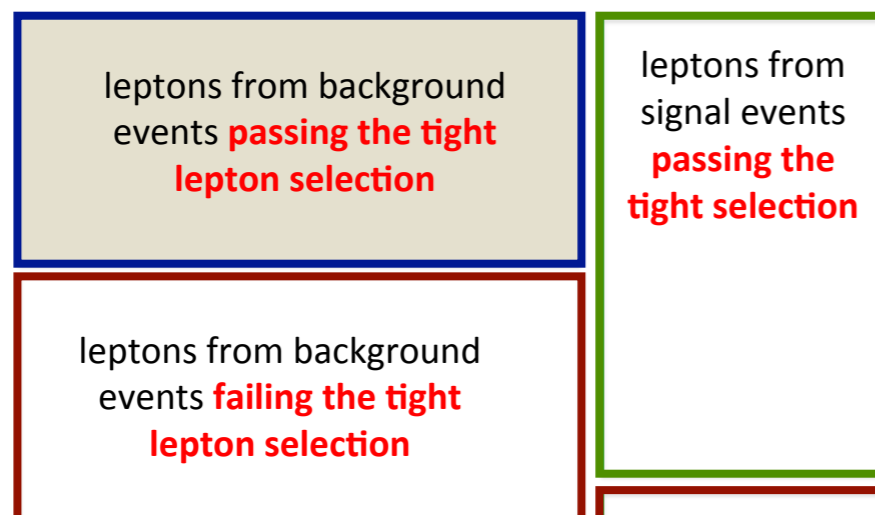 leptons from background
events passing the tight
lepton selection
leptons from
signal events
passing the
tight selection
leptons from background
events failing the tight
lepton selection